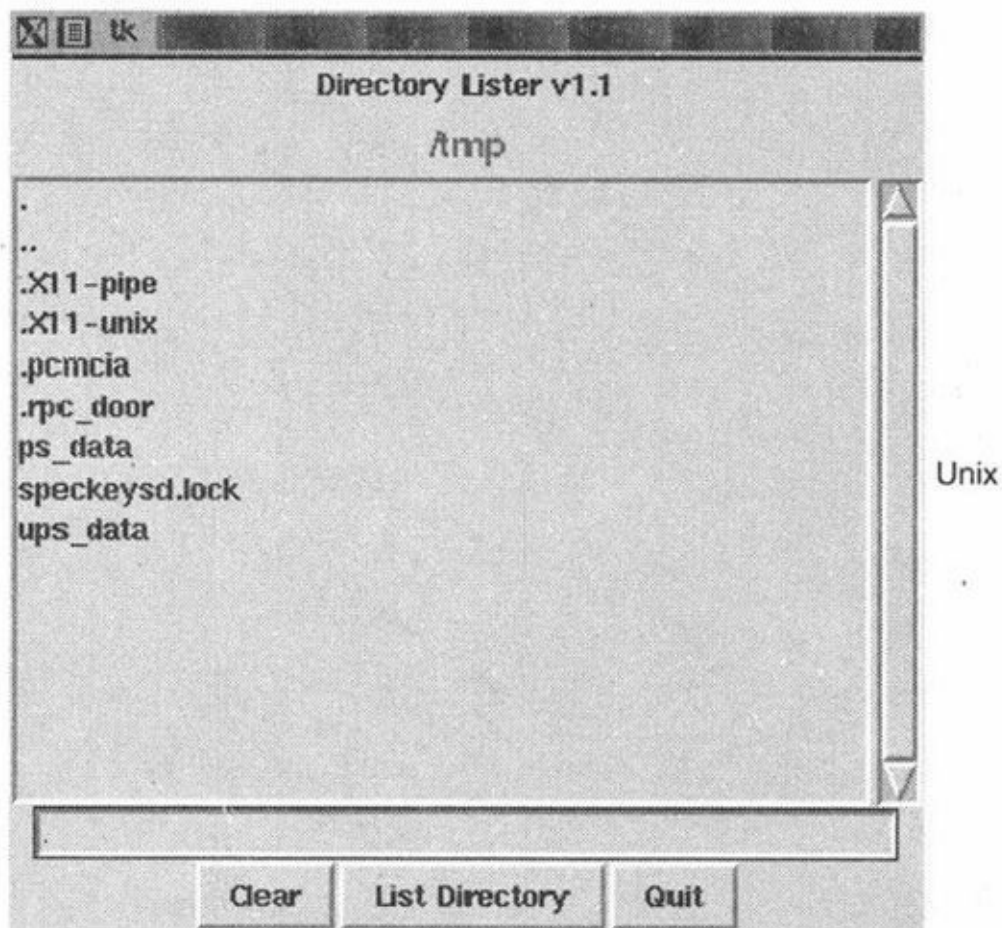 tk
Directory Lister v1.1
/tmp
.
..
.X11-pipe
.X11-unix
.pcmcia
.rpc_door
ps_data
speckeysd.lock
ups_data
Unix
.
Clear List Directory Quit